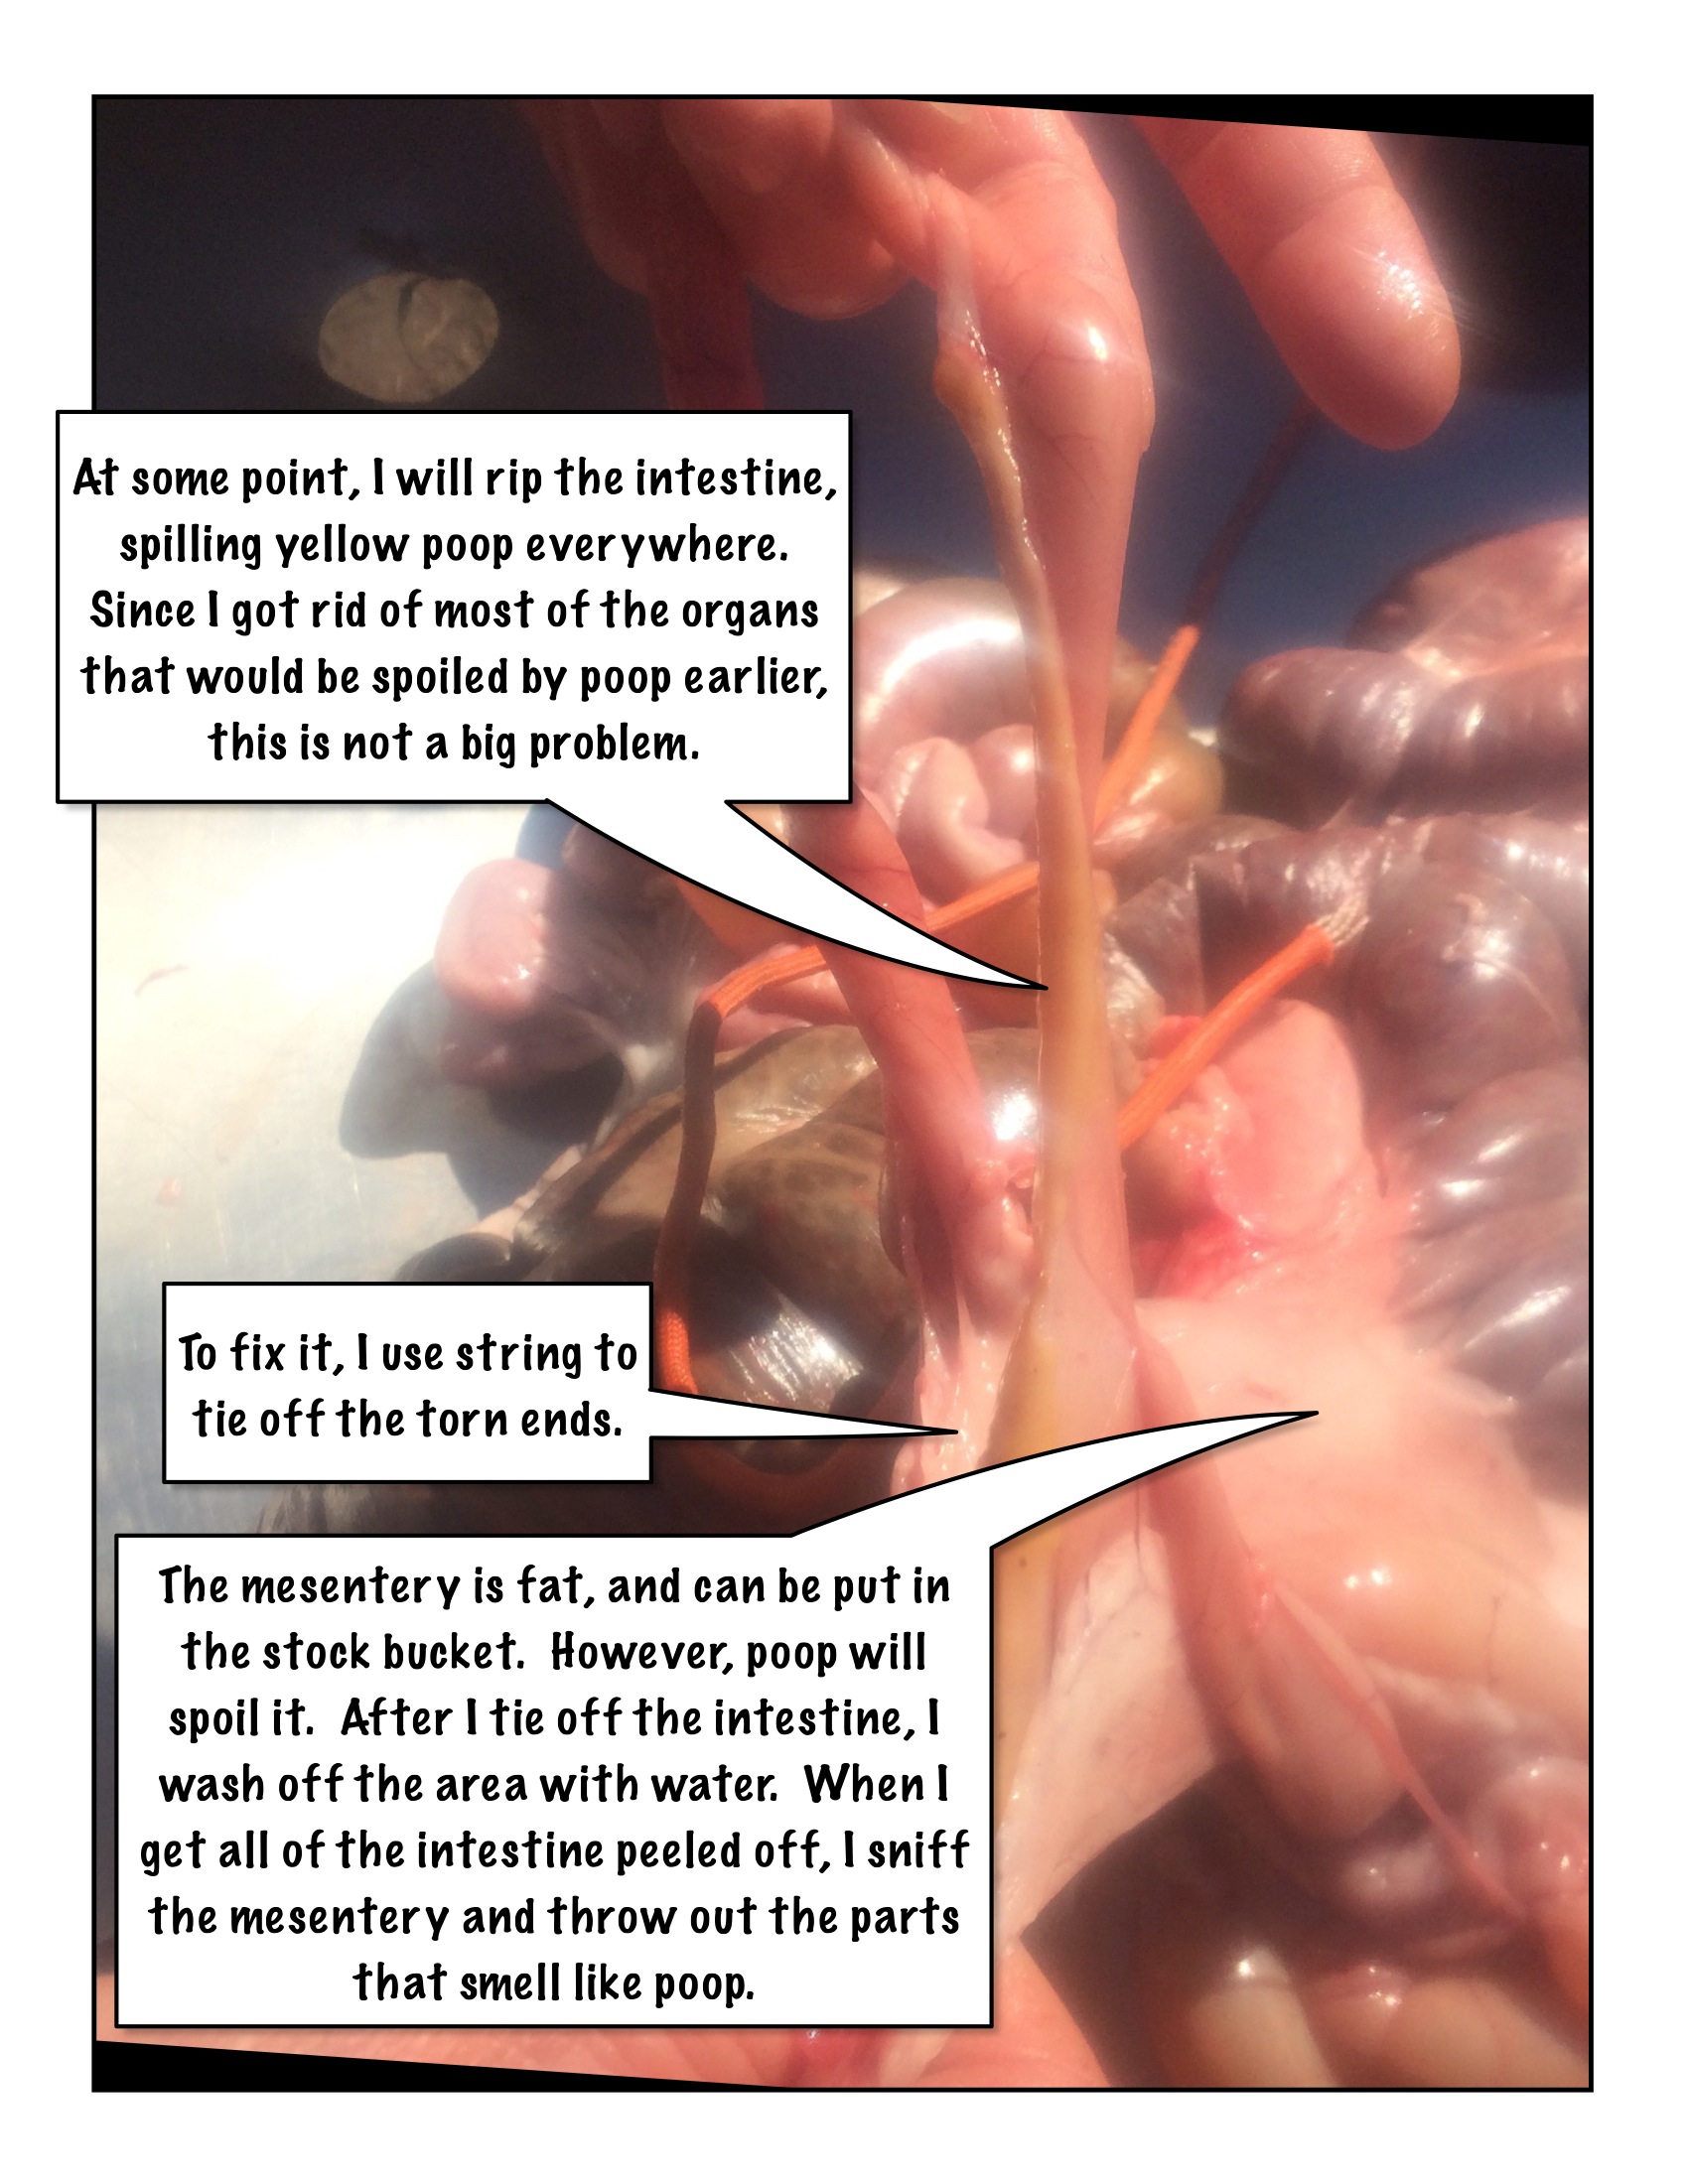 At some point, I will rip the intestine,
spilling yellow poop everywhere.
Since I got rid of most of the organs
that would be spoiled by poop earlier,
this is not a big problem.
To fix it, I use string to
tie off the torn ends.
The mesentery is fat, and can be put in
the stock bucket.  However, poop will
spoil it.  After I tie off the intestine, I
wash off the area with water.  When I
get all of the intestine peeled off, I sniff
the mesentery and throw out the parts
that smell like poop.